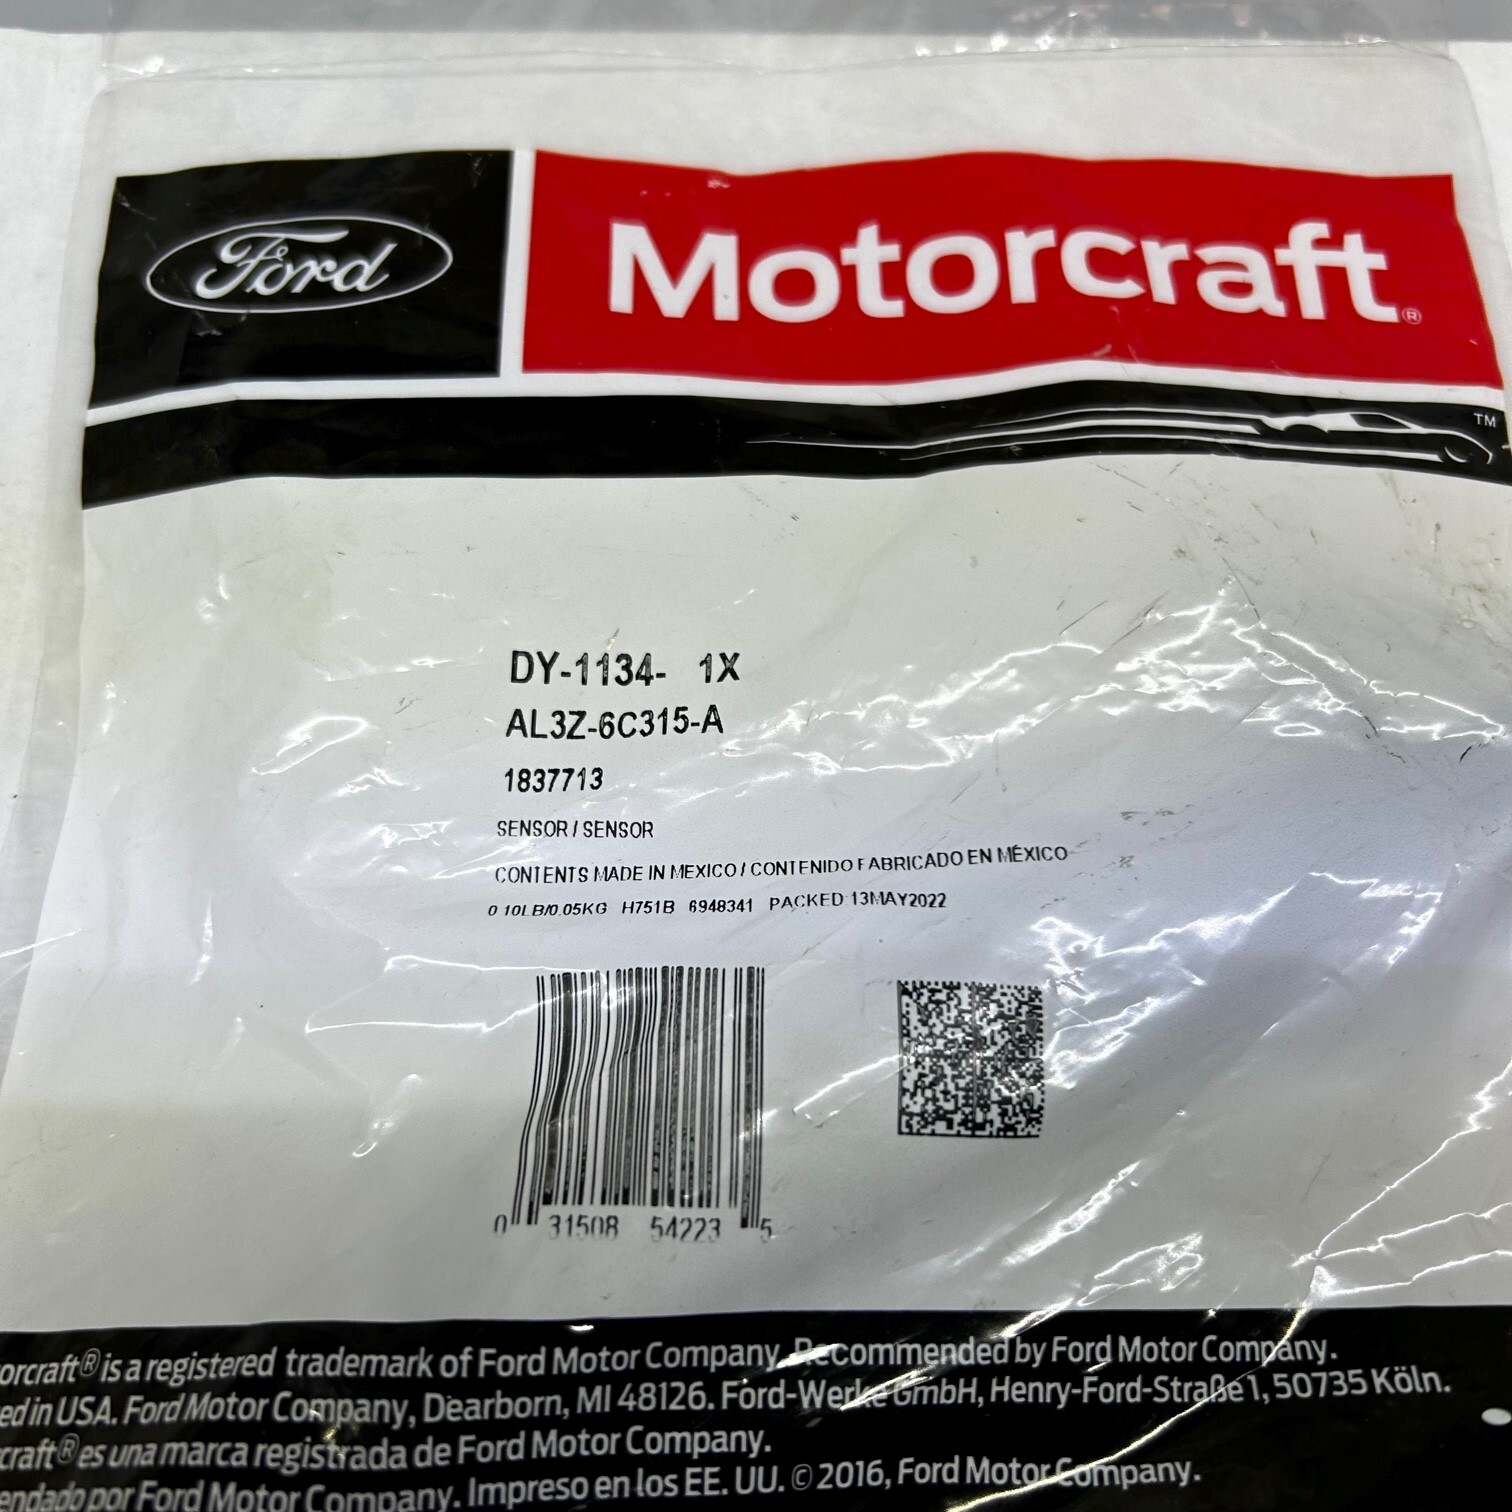 Ford
Motorcraft®
TM
DY-1134- 1X
AL3Z-6C315-A
1837713
SENSOR / SENSOR
CONTENTS MADE IN MEXICO / CONTENIDO FABRICADO EN MÉXICO
0.10LB/0.05KG H751B 6948341 PACKED:13MAY2022
0 31508 54223 5
orcraft® is a registered trademark of Ford Motor Company. Recommended by Ford Motor Company.
ed in USA. Ford Motor Company, Dearborn, MI 48126. Ford-Werke GmbH, Henry-Ford-Straße 1, 50735 Köln.
craft® es una marca registrada de Ford Motor Company.
endado por Ford Motor Company. Impreso en los EE. UU. © 2016, Ford Motor Company.